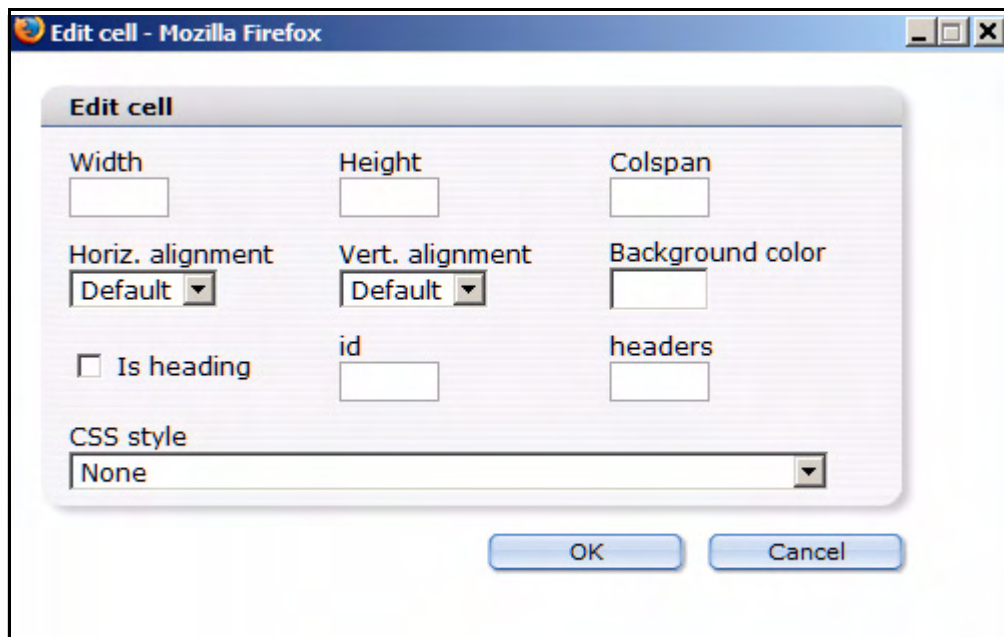 Edit cell - Mozilla Firefox
Edit cell
Width Height Colspan
Horiz. alignment Vert. alignment Background color
Default Default
Is heading id headers
CSS style
None
OK Cancel